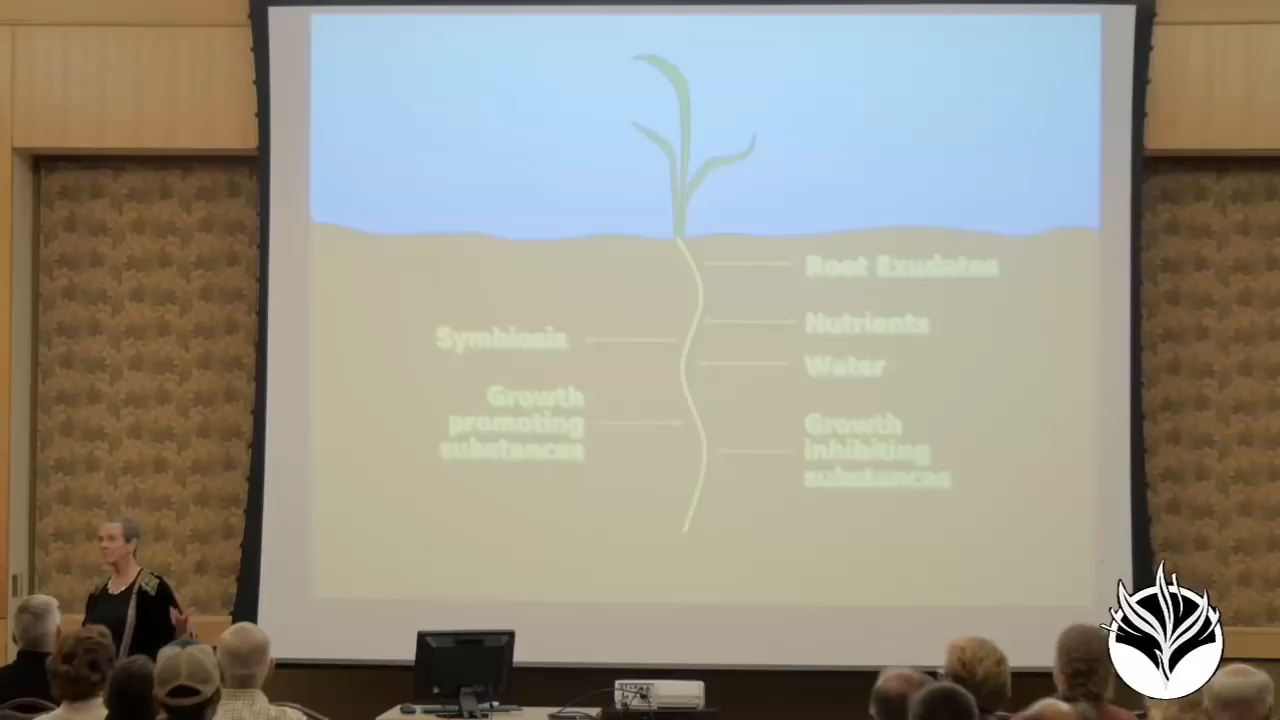 Root Exudates
Nutrients
Symbiosis
Water
Growth
promoting
substances
Growth
inhibiting
substances